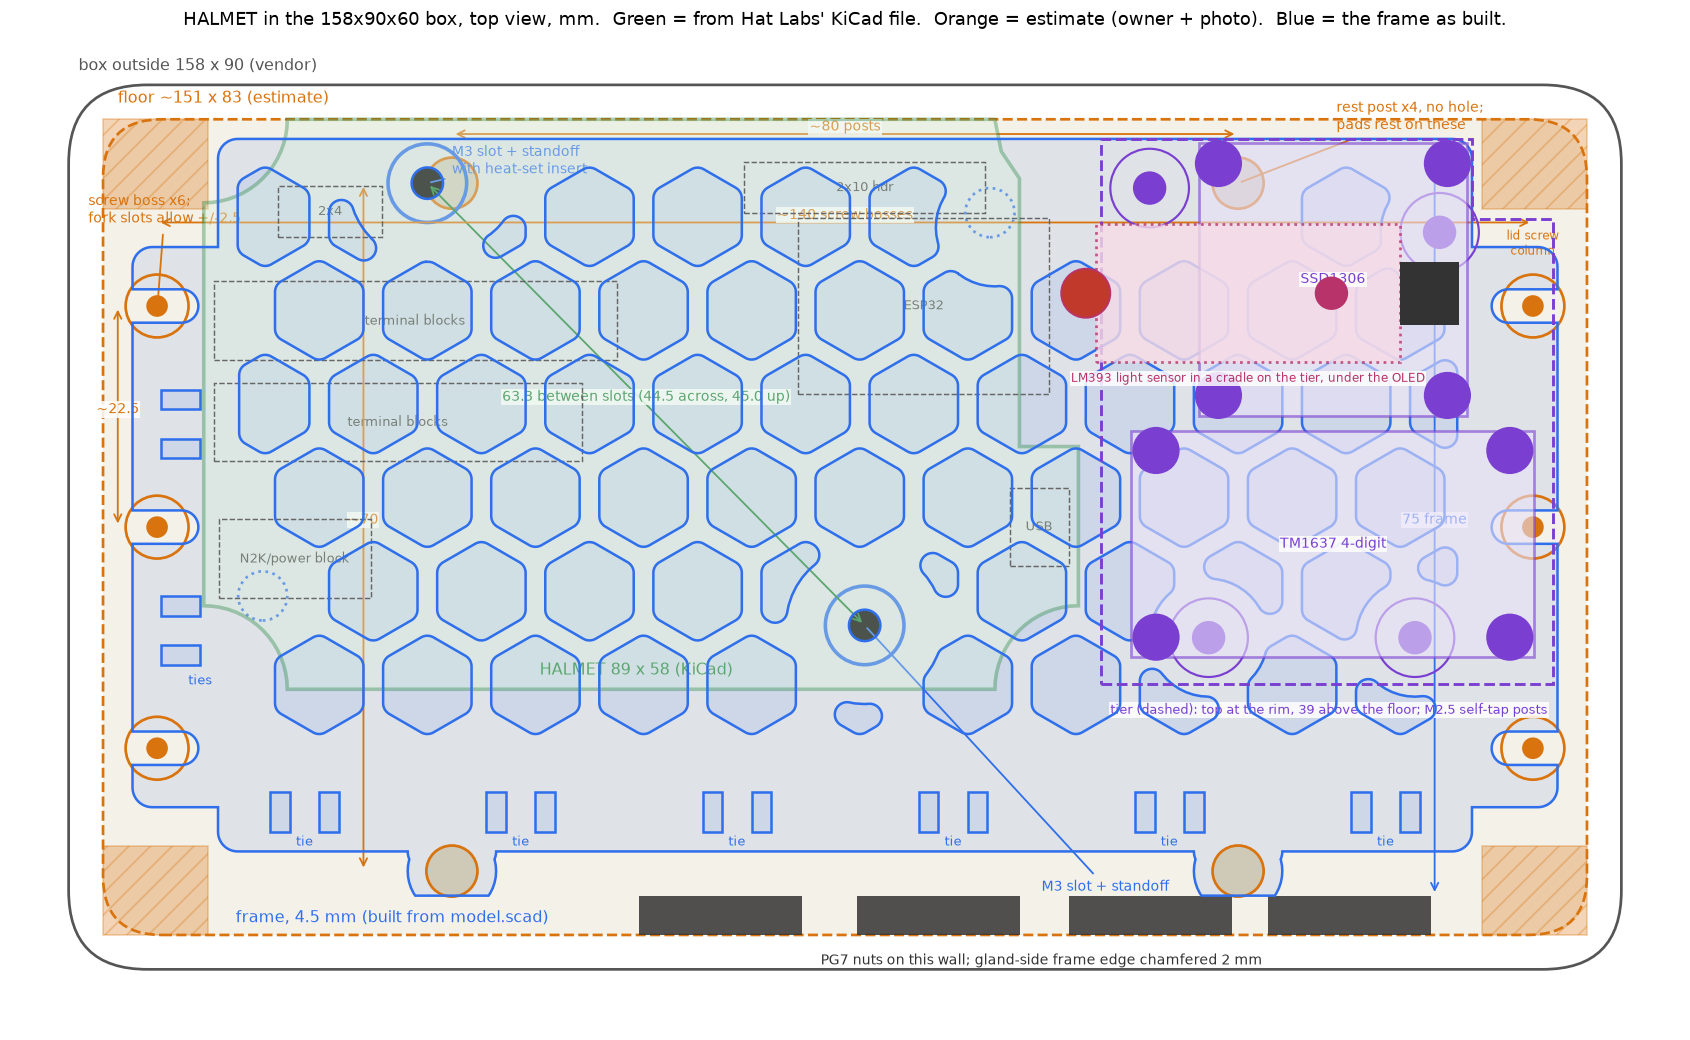 HALMET in the 158x90x60 box, top view, mm.  Green = from Hat Labs' KiCad file.  Orange = estimate (owner + photo).  Blue = the frame as built.
box outside 158 x 90 (vendor)
floor ~151 x 83 (estimate)
rest post x4, no hole;
pads rest on these
~80 posts
M3 slot + standoff
with heat-set insert
2x10 hdr
screw boss x6;
fork slots allow +/-2.5
2x4
~140 screw bosses
lid screw
column
SSD1306
ESP32
terminal blocks
LM393 light sensor in a cradle on the tier, under the OLED
63.3 between slots (44.5 across, 45.0 up)
~22.5
terminal blocks
~70
75 frame
USB
TM1637 4-digit
N2K/power block
HALMET 89 x 58 (KiCad)
ties
tier (dashed): top at the rim, 39 above the floor; M2.5 self-tap posts
tie
tie
tie
tie
tie
tie
M3 slot + standoff
frame, 4.5 mm (built from model.scad)
PG7 nuts on this wall; gland-side frame edge chamfered 2 mm